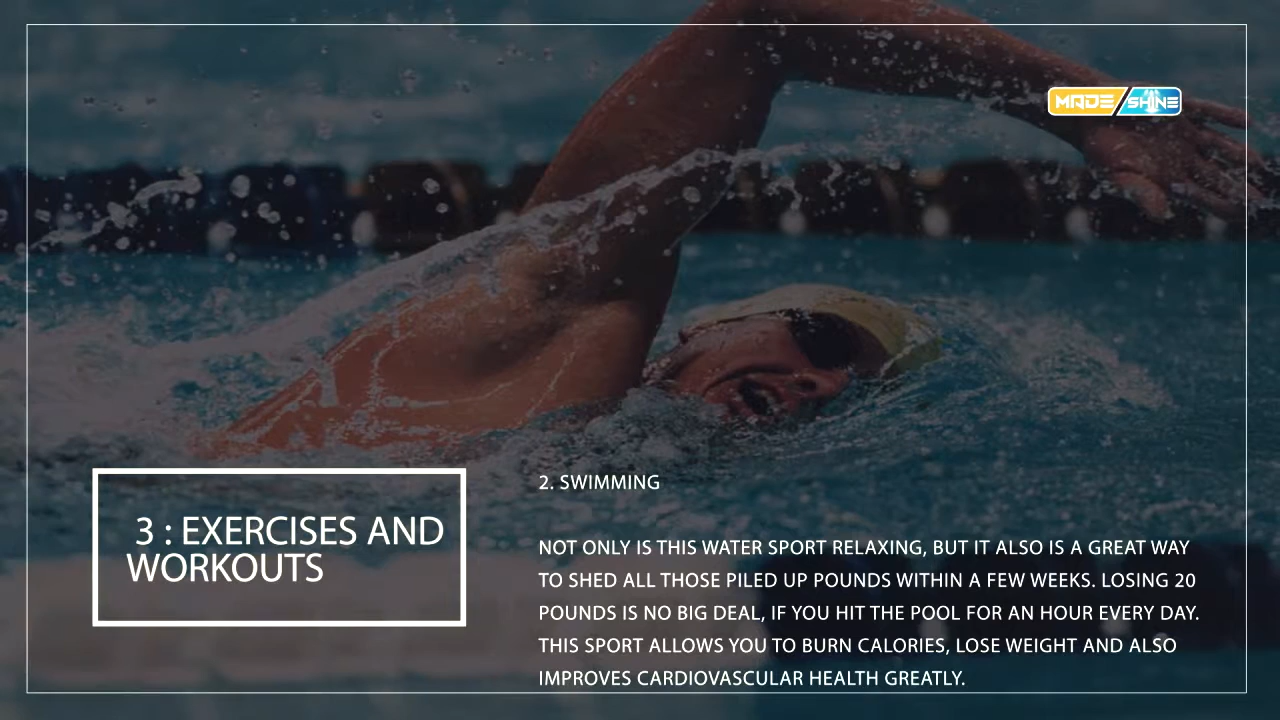 MADE/SHINE
3 : EXERCISES AND
WORKOUTS
2. SWIMMING
NOT ONLY IS THIS WATER SPORT RELAXING, BUT IT ALSO IS A GREAT WAY
TO SHED ALL THOSE PILED UP POUNDS WITHIN A FEW WEEKS. LOSING 20
POUNDS IS NO BIG DEAL, IF YOU HIT THE POOL FOR AN HOUR EVERY DAY.
THIS SPORT ALLOWS YOU TO BURN CALORIES, LOSE WEIGHT AND ALSO
IMPROVES CARDIOVASCULAR HEALTH GREATLY.